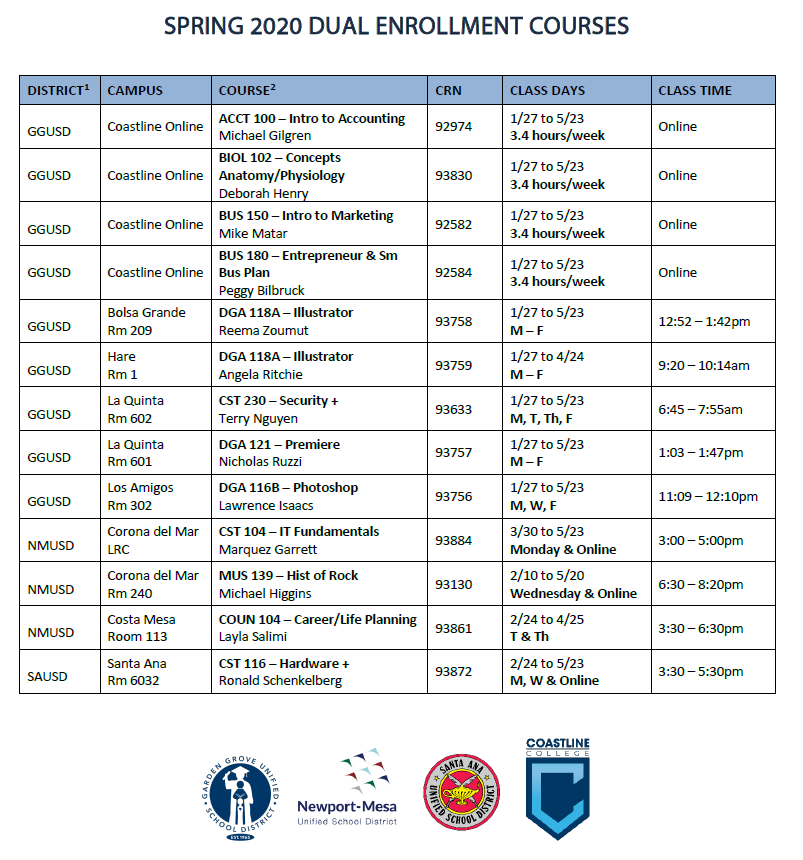 SPRING 2020 DUAL ENROLLMENT COURSES
DISTRICT¹ CAMPUS COURSE² CRN CLASS DAYS CLASS TIME
GGUSD Coastline Online ACCT 100 – Intro to Accounting 92974 1/27 to 5/23 Online
Michael Gilgren 3.4 hours/week
GGUSD Coastline Online BIOL 102 – Concepts 93830 1/27 to 5/23 Online
Anatomy/Physiology 3.4 hours/week
Deborah Henry
GGUSD Coastline Online BUS 150 – Intro to Marketing 92582 1/27 to 5/23 Online
Mike Matar 3.4 hours/week
GGUSD Coastline Online BUS 180 – Entrepreneur & Sm 92584 1/27 to 5/23 Online
Bus Plan 3.4 hours/week
Peggy Bilbruck
GGUSD Bolsa Grande DGA 118A – Illustrator 93758 1/27 to 5/23 12:52 – 1:42pm
Rm 209 Reema Zoumut M – F
GGUSD Hare DGA 118A – Illustrator 93759 1/27 to 4/24 9:20 – 10:14am
Rm 1 Angela Ritchie M – F
GGUSD La Quinta CST 230 – Security + 93633 1/27 to 5/23 6:45 – 7:55am
Rm 602 Terry Nguyen M, T, Th, F
GGUSD La Quinta DGA 121 – Premiere 93757 1/27 to 5/23 1:03 – 1:47pm
Rm 601 Nicholas Ruzzi M – F
GGUSD Los Amigos DGA 116B – Photoshop 93756 1/27 to 5/23 11:09 – 12:10pm
Rm 302 Lawrence Isaacs M, W, F
NMUSD Corona del Mar CST 104 – IT Fundamentals 93884 3/30 to 5/23 3:00 – 5:00pm
LRC Marquez Garrett Monday & Online
NMUSD Corona del Mar MUS 139 – Hist of Rock 93130 2/10 to 5/20 6:30 – 8:20pm
Rm 240 Michael Higgins Wednesday & Online
NMUSD Costa Mesa COUN 104 – Career/Life Planning 93861 2/24 to 4/25 3:30 – 6:30pm
Room 113 Layla Salimi T & Th
SAUSD Santa Ana CST 116 – Hardware + 93872 2/24 to 5/23 3:30 – 5:30pm
Rm 6032 Ronald Schenkelberg M, W & Online
GARDEN GROVE UNIFIED
SCHOOL DISTRICT
EST. 1965
Newport-Mesa
Unified School District
SANTA ANA
UNIFIED SCHOOL DISTRICT
COASTLINE
COLLEGE